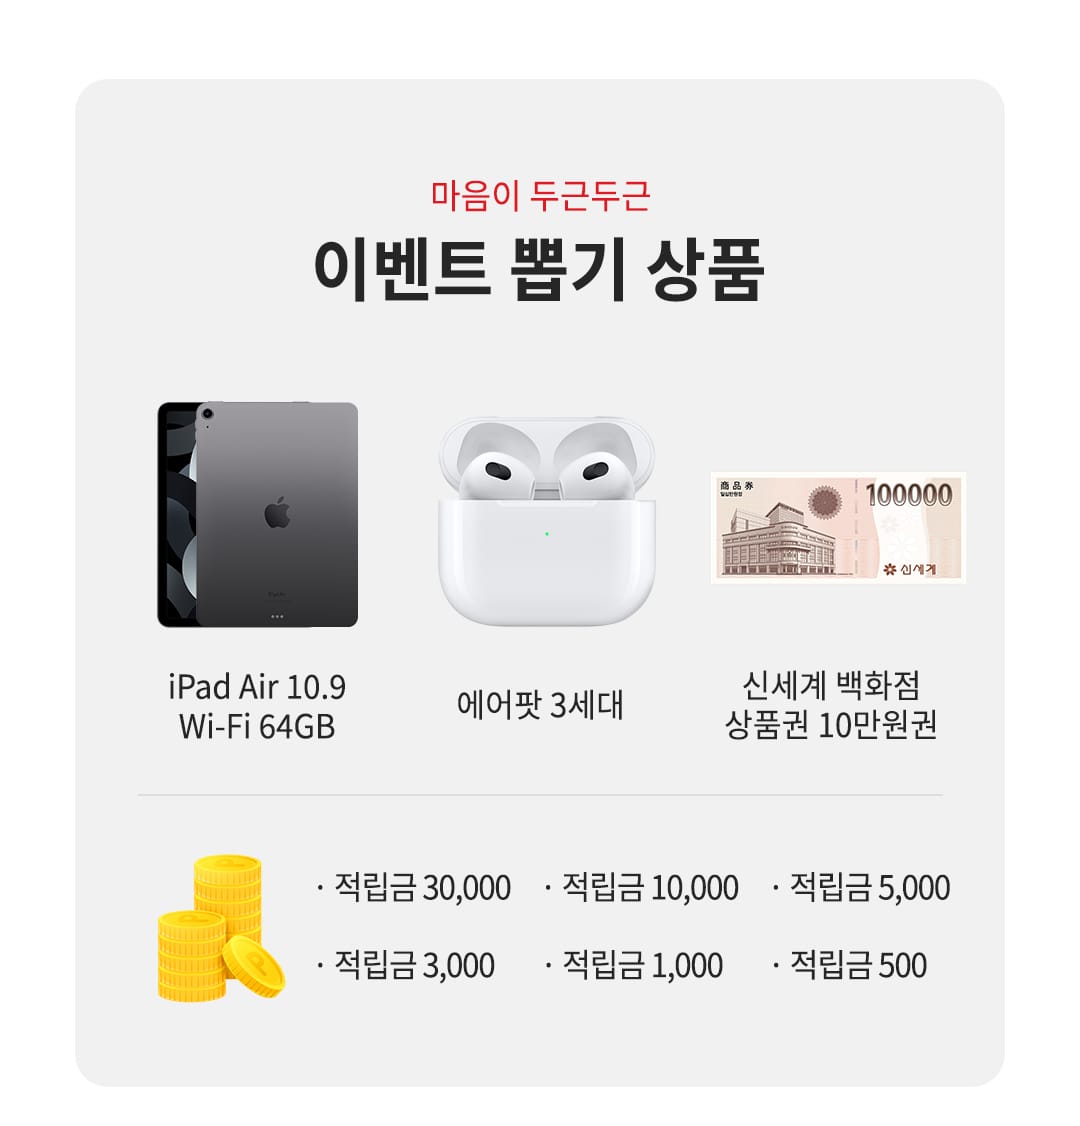 마음이 두근두근
이벤트 뽑기 상품
商品券
100000
신세계
iPad Air 10.9
Wi-Fi 64GB
에어팟 3세대
신세계 백화점
상품권 10만원권
· 적립금 30,000 · 적립금 10,000 · 적립금 5,000
· 적립금 3,000 · 적립금 1,000 · 적립금 500